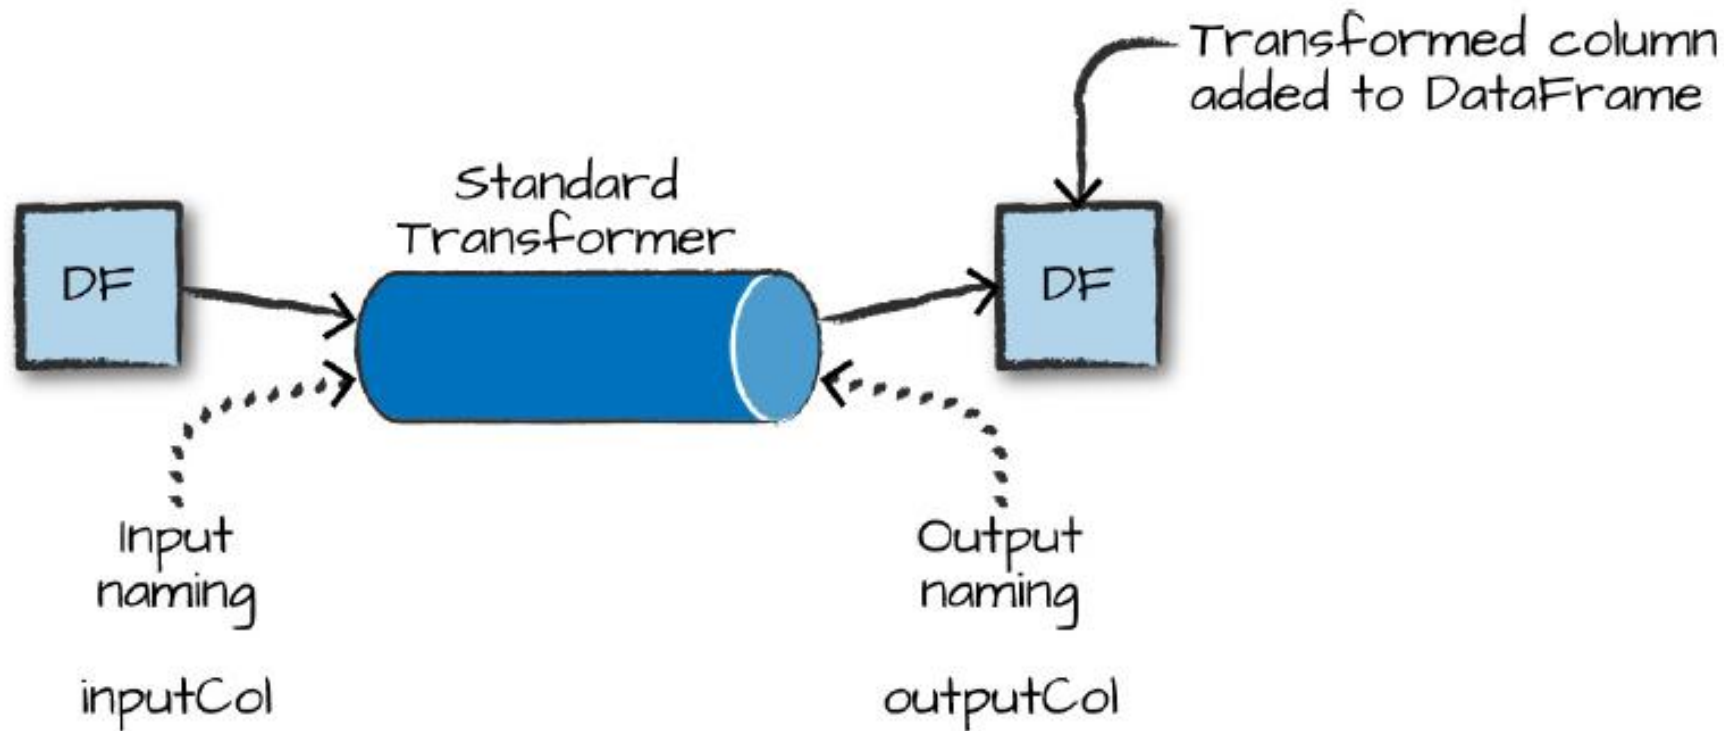 Transformed column
added to DataFrame
Standard
Transformer
DF
DF
Input
naming
Output
naming
inputCol
outputCol